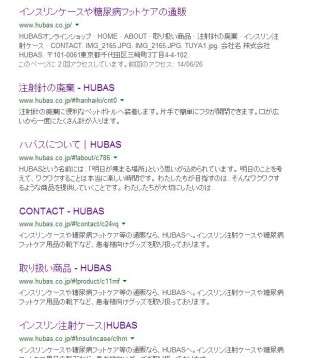 インスリンケースや糖尿病フットケアの通販
www.hubas.co.jp/ ▼
HUBASオンラインショップ · HOME · ABOUT · 取り扱い商品 · 注射針の廃棄 · インスリン注
射ケース · CONTACT. IMG_2165.JPG. IMG_2165.JPG. TUYA1.jpg. 会社名 株式会社
HUBAS. 〒101-0061東京都千代田区三崎町3丁目4-4-102.
このページに 2 回アクセスしています。前回のアクセス: 14/06/26
注射針の廃棄 - HUBAS
www.hubas.co.jp/#!hanhaiki/cnt0 ▼
注射針の廃棄に便利なペットボトルへ装着します。片手で簡単にフタが開閉できます。口が広
いから一面にたくさん針が入ります。
ハバスについて | HUBAS
www.hubas.co.jp/#!about/c785 ▼
HUBASという名前には「明日が集まる場所」という思いが込められています。 明日のことを考
えて、ワクワクすることは本当に楽しい時間です。わたしたちが目指すのは、そんなワクワクす
るような商品を提供していくことです。わたしたちが大切にしたいのは.
CONTACT - HUBAS
www.hubas.co.jp/#!contact/c24vq ▼
インスリンケースや糖尿病フットケア等の通販なら、HUBASへ。インスリン注射ケースや糖尿病
フットケア用品の靴下など、患者様向けグッズを取り扱っております。
取り扱い商品 - HUBAS
www.hubas.co.jp/#!product/c11mf ▼
インスリンケースや糖尿病フットケア等の通販なら、HUBASへ。インスリン注射ケースや糖尿病
フットケア用品の靴下など、患者様向けグッズを取り扱っております。
インスリン注射ケース|HUBAS
www.hubas.co.jp/#!insulincase/clhm ▼
インスリンケースや糖尿病フットケア等の通販なら、HUBASへ。インスリン注射ケースや糖尿病